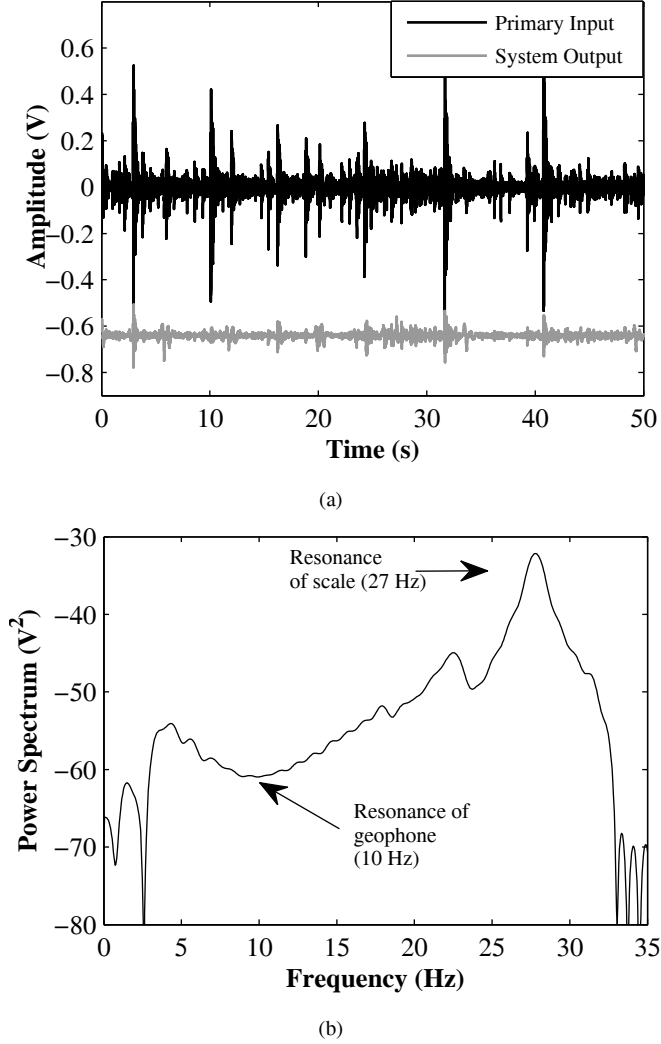 Primary Input
System Output
0.6
0.4
0.2
0
−0.2
−0.4
−0.6
−0.8
Amplitude (V)
0 10 20 30 40 50
Time (s)
(a)
−30
−40
−50
−60
−70
−80
Power Spectrum (V²)
Resonance
of scale (27 Hz)
Resonance of
geophone
(10 Hz)
0 5 10 15 20 25 30 35
Frequency (Hz)
(b)